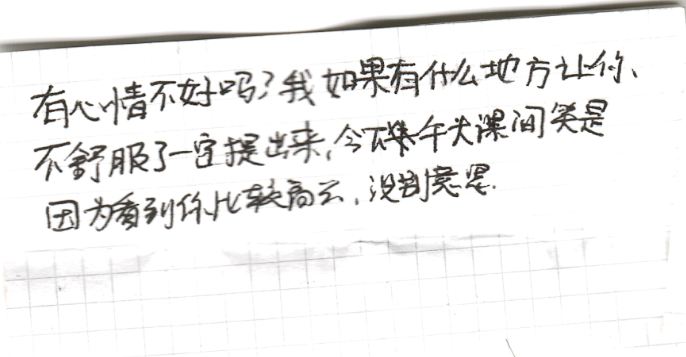 有心情不好吗？我如果有什么地方让你、
不舒服了一定提出来，今下午大课间笑是
因为看到你比较高兴，没别意思.